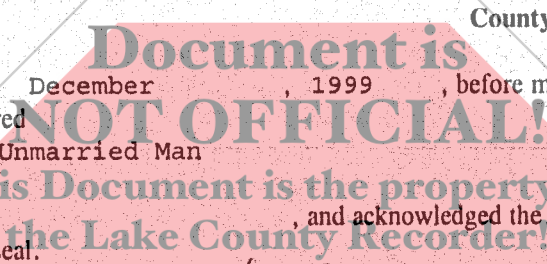 County
Document is
December , 1999 , before m
red
NOT OFFICIAL!
Unmarried Man
is Document is the property
, and acknowledged the
the Lake County Recorder!
seal.